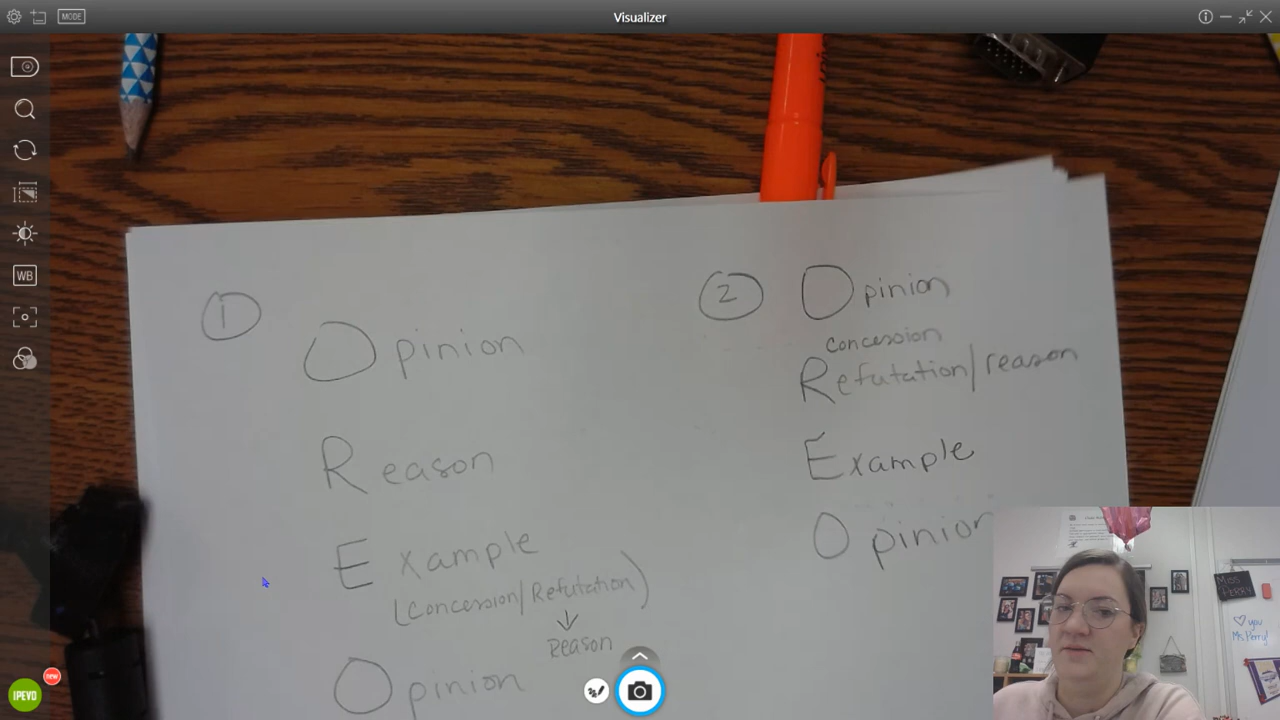 MODE
Visualizer
WB
1
Opinion
Reason
Example
(Concession/Refutation)
Reason
Opinion
2
Opinion
concession
Refutation/reason
Example
Opinion
MISS
PERRY
you
Ms. Perry!
new
IPEVO